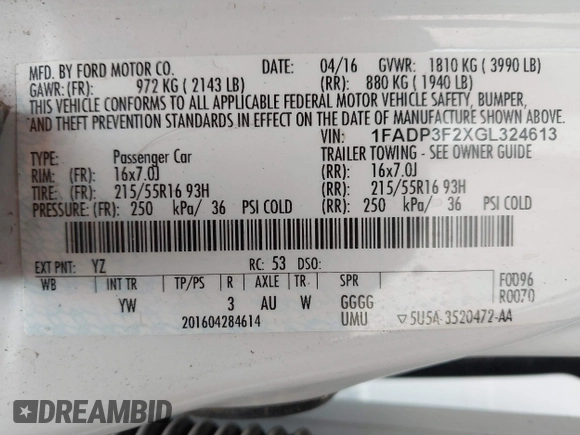 MFD. BY FORD MOTOR CO. DATE: 04/16 GVWR: 1810 KG ( 3990 LB)
GAWR:(FR): 972 KG ( 2143 LB) (RR): 880 KG ( 1940 LB)
THIS VEHICLE CONFORMS TO ALL APPLICABLE FEDERAL MOTOR VEHICLE SAFETY, BUMPER,
AND THEFT PREVENTION STANDARDS IN EFFECT ON THE DATE OF MANUFACTURE SHOWN ABOVE.
VIN: 1FADP3F2XGL324613
TYPE: Passenger Car TRAILER TOWING - SEE OWNER GUIDE
RIM: (FR): 16x7.0J (RR): 16x7.0J
TIRE: (FR): 215/55R16 93H (RR): 215/55R16 93H
PRESSURE: (FR): 250 kPa/ 36 PSI COLD (RR): 250 kPa/ 36 PSI COLD
EXT PNT: YZ RC: 53 DSO:
WB INT TR TP/PS R AXLE TR SPR F0096
YW 3 AU W GGGG R0070
201604284614 UMU ▽5U5A-3520472-AA
DREAMBID